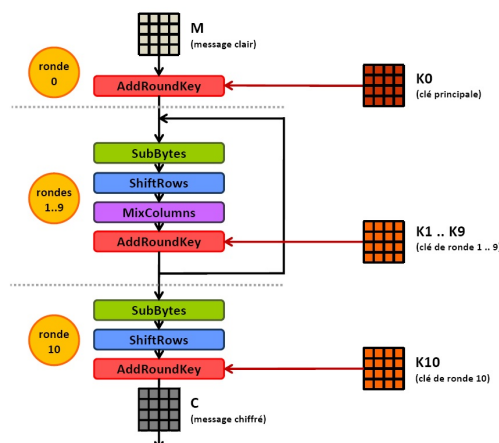 M
(message clair)
ronde
0
AddRoundKey
K0
(clé principale)
SubBytes
ShiftRows
rondes
1..9
MixColumns
AddRoundKey
K1 .. K9
(clé de ronde 1 .. 9)
SubBytes
ronde
10
ShiftRows
AddRoundKey
K10
(clé de ronde 10)
C
(message chiffré)